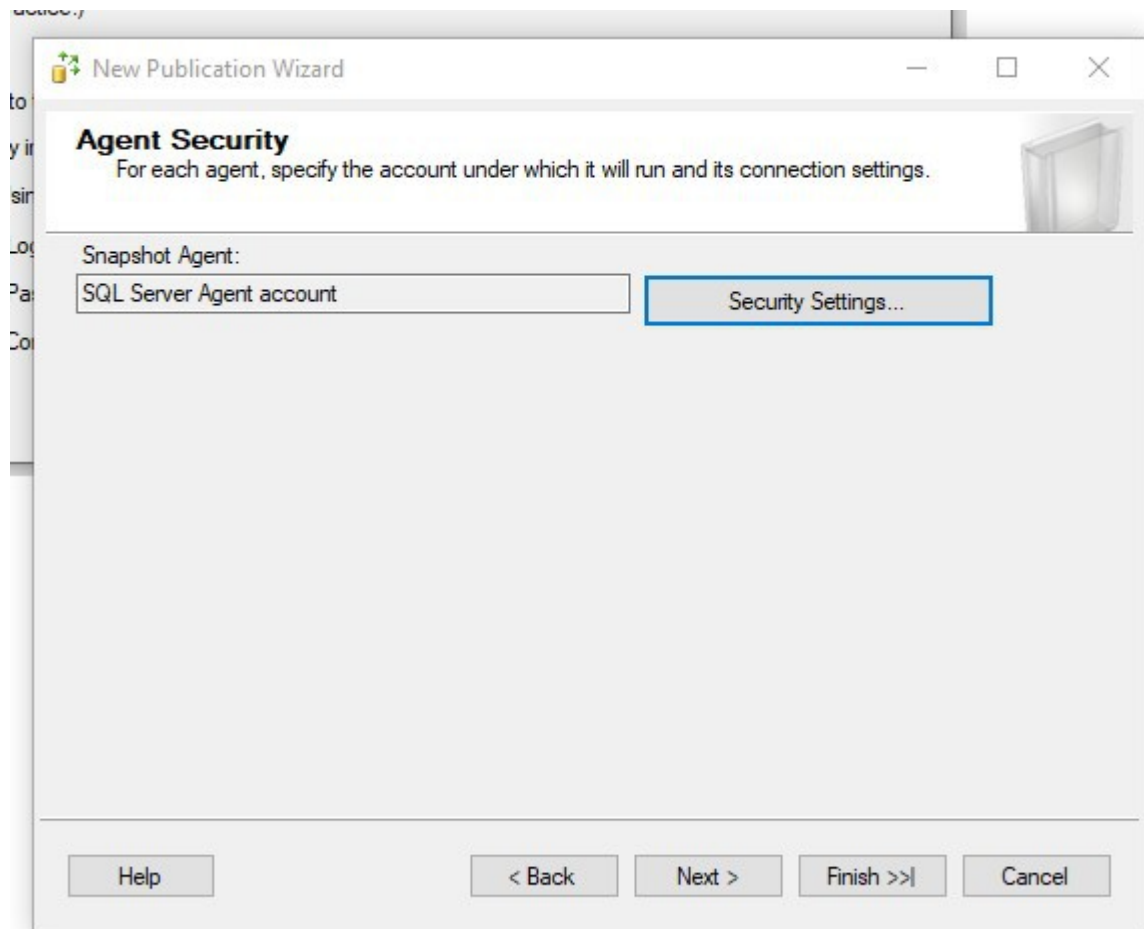 New Publication Wizard
to
Agent Security
For each agent, specify the account under which it will run and its connection settings.
Snapshot Agent:
SQL Server Agent account
Security Settings...
Help
< Back
Next >
Finish >>|
Cancel